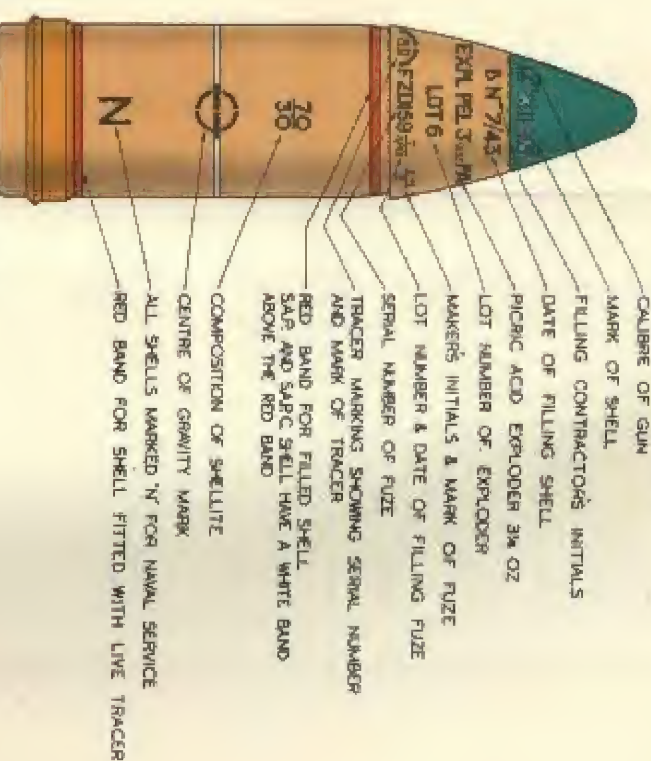 CALIBRE OF GUN
MARK OF SHELL
FILLING CONTRACTORS INITIALS
DATE OF FILLING SHELL
PICRIC ACID EXPLODER 3¼ OZ
LOT NUMBER OF EXPLODER
MAKER'S INITIALS & MARK OF FUZE
LOT NUMBER & DATE OF FILLING FUZE
SERIAL NUMBER OF FUZE
TRACER MARKING SHOWING SERIAL NUMBER
AND MARK OF TRACER
RED BAND FOR FILLED SHELL
S.A.P. AND S.A.P.C. SHELL HAVE A WHITE BAND
ABOVE THE RED BAND
COMPOSITION OF SHELLITE
CENTRE OF GRAVITY MARK
ALL SHELLS MARKED 'N' FOR NAVAL SERVICE
RED BAND FOR SHELL FITTED WITH LIVE TRACER
7/43
LOT 6
70
30
N